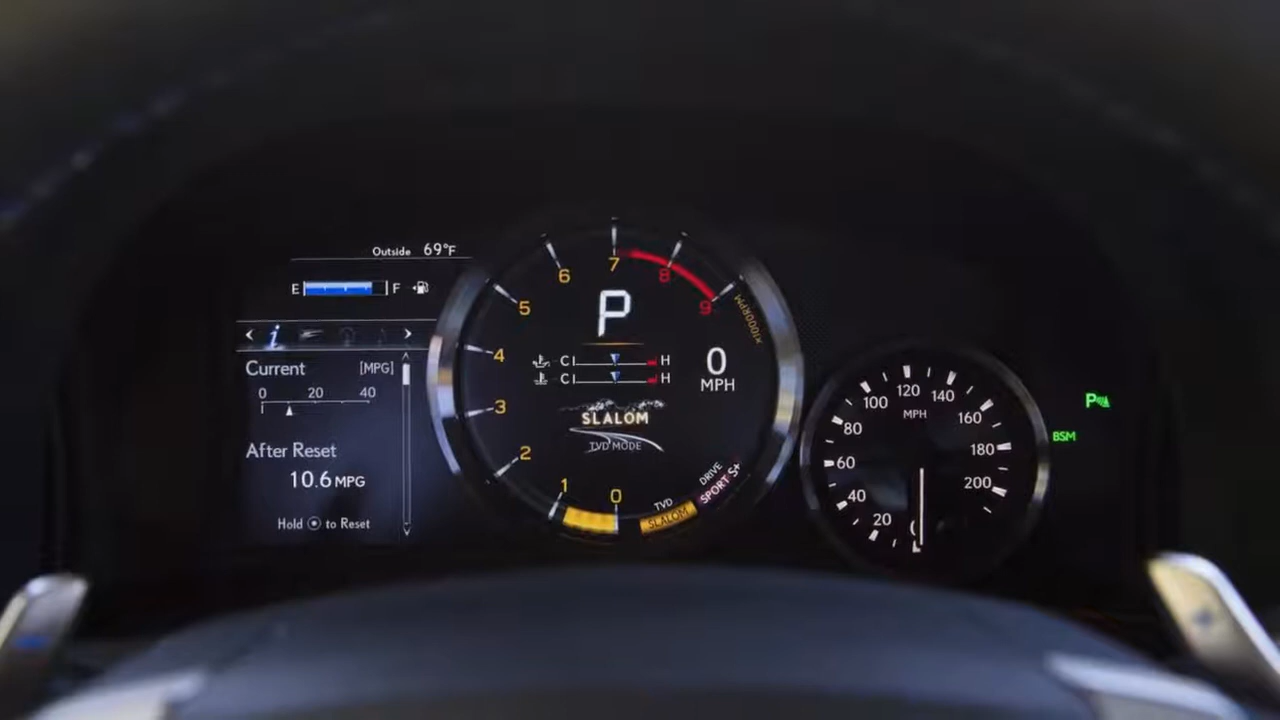 Outside 69°F
E F
Current [MPG]
0 20 40
After Reset
10.6 MPG
Hold to Reset
0
1
2
3
4
5
6
7
8
9
x1000RPM
P
C H
C H
0
MPH
SLALOM
TVD MODE
TVD
SLALOM
DRIVE
SPORT S+
20
40
60
80
100
120
140
160
180
200
MPH
P
BSM